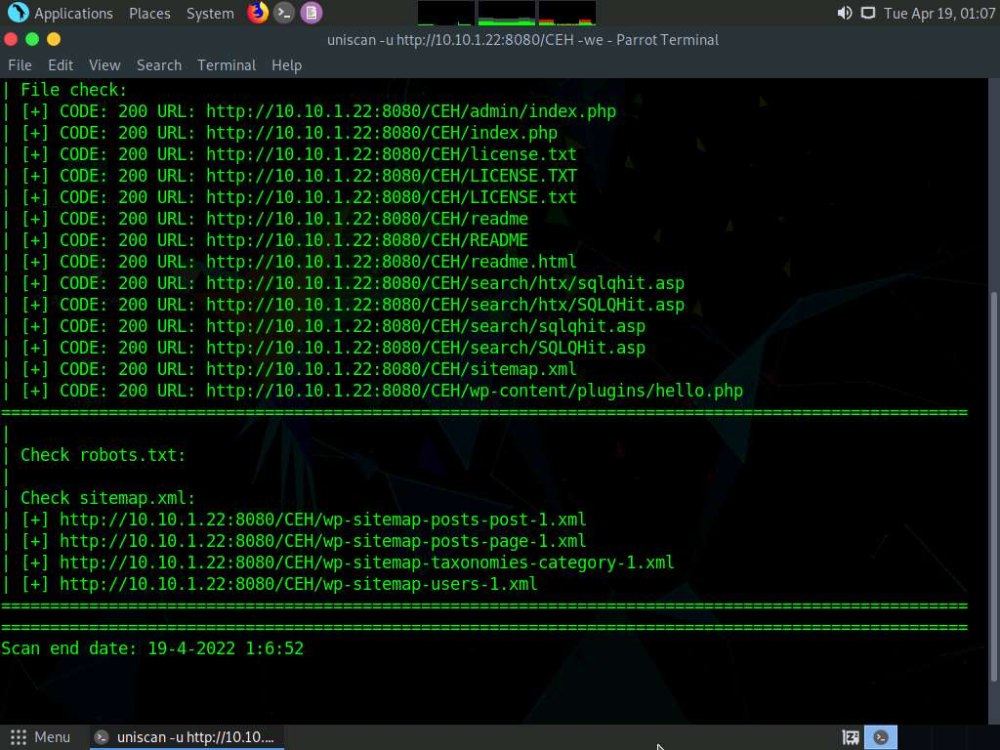 Applications Places System Tue Apr 19, 01:07
uniscan -u http://10.10.1.22:8080/CEH -we - Parrot Terminal
File Edit View Search Terminal Help
| File check:
| [+] CODE: 200 URL: http://10.10.1.22:8080/CEH/admin/index.php
| [+] CODE: 200 URL: http://10.10.1.22:8080/CEH/index.php
| [+] CODE: 200 URL: http://10.10.1.22:8080/CEH/license.txt
| [+] CODE: 200 URL: http://10.10.1.22:8080/CEH/LICENSE.TXT
| [+] CODE: 200 URL: http://10.10.1.22:8080/CEH/LICENSE.txt
| [+] CODE: 200 URL: http://10.10.1.22:8080/CEH/readme
| [+] CODE: 200 URL: http://10.10.1.22:8080/CEH/README
| [+] CODE: 200 URL: http://10.10.1.22:8080/CEH/readme.html
| [+] CODE: 200 URL: http://10.10.1.22:8080/CEH/search/htx/sqlqhit.asp
| [+] CODE: 200 URL: http://10.10.1.22:8080/CEH/search/htx/SQLQHit.asp
| [+] CODE: 200 URL: http://10.10.1.22:8080/CEH/search/sqlqhit.asp
| [+] CODE: 200 URL: http://10.10.1.22:8080/CEH/search/SQLQHit.asp
| [+] CODE: 200 URL: http://10.10.1.22:8080/CEH/sitemap.xml
| [+] CODE: 200 URL: http://10.10.1.22:8080/CEH/wp-content/plugins/hello.php
===================================================================================================
|
| Check robots.txt:
|
| Check sitemap.xml:
| [+] http://10.10.1.22:8080/CEH/wp-sitemap-posts-post-1.xml
| [+] http://10.10.1.22:8080/CEH/wp-sitemap-posts-page-1.xml
| [+] http://10.10.1.22:8080/CEH/wp-sitemap-taxonomies-category-1.xml
| [+] http://10.10.1.22:8080/CEH/wp-sitemap-users-1.xml
===================================================================================================
===================================================================================================
Scan end date: 19-4-2022 1:6:52
Menu uniscan -u http://10.10....